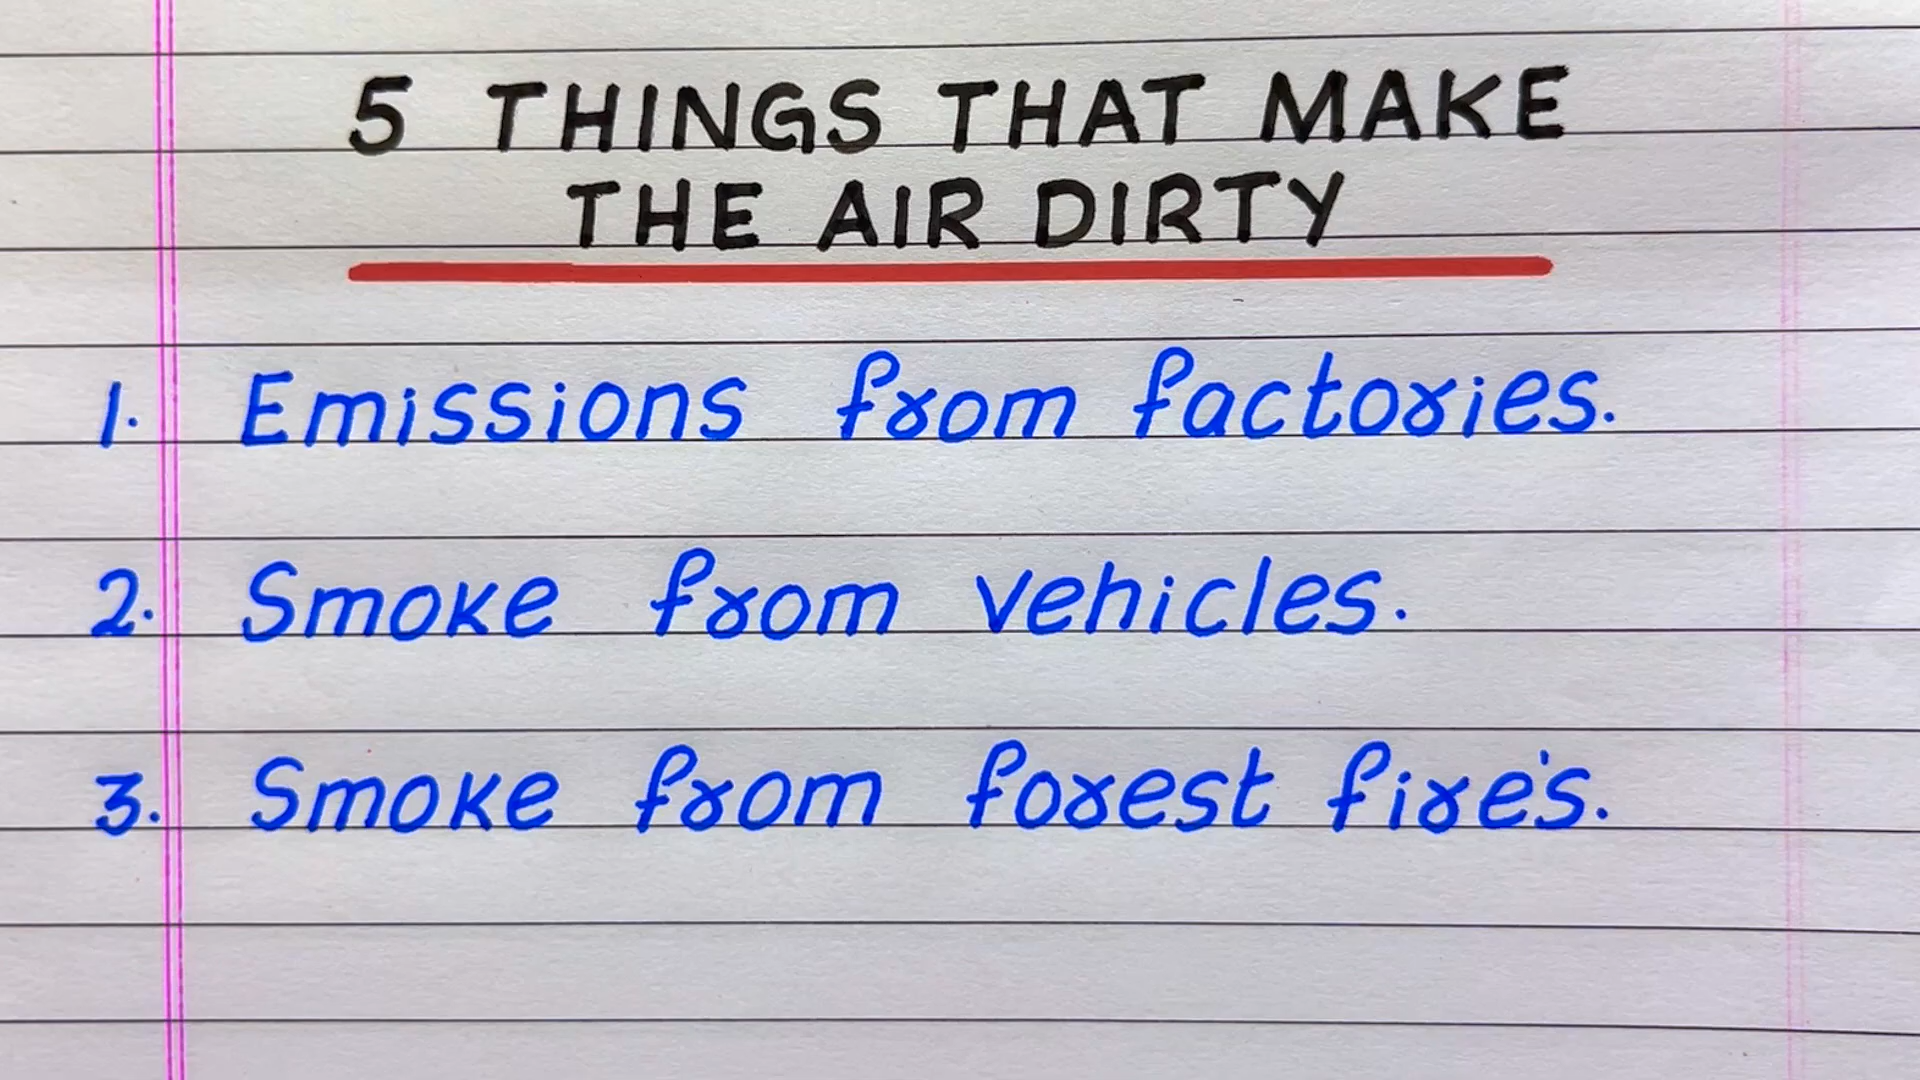 5 THINGS THAT MAKE
THE AIR DIRTY
1. Emissions from factories.
2. Smoke from vehicles.
3. Smoke from forest fire's.